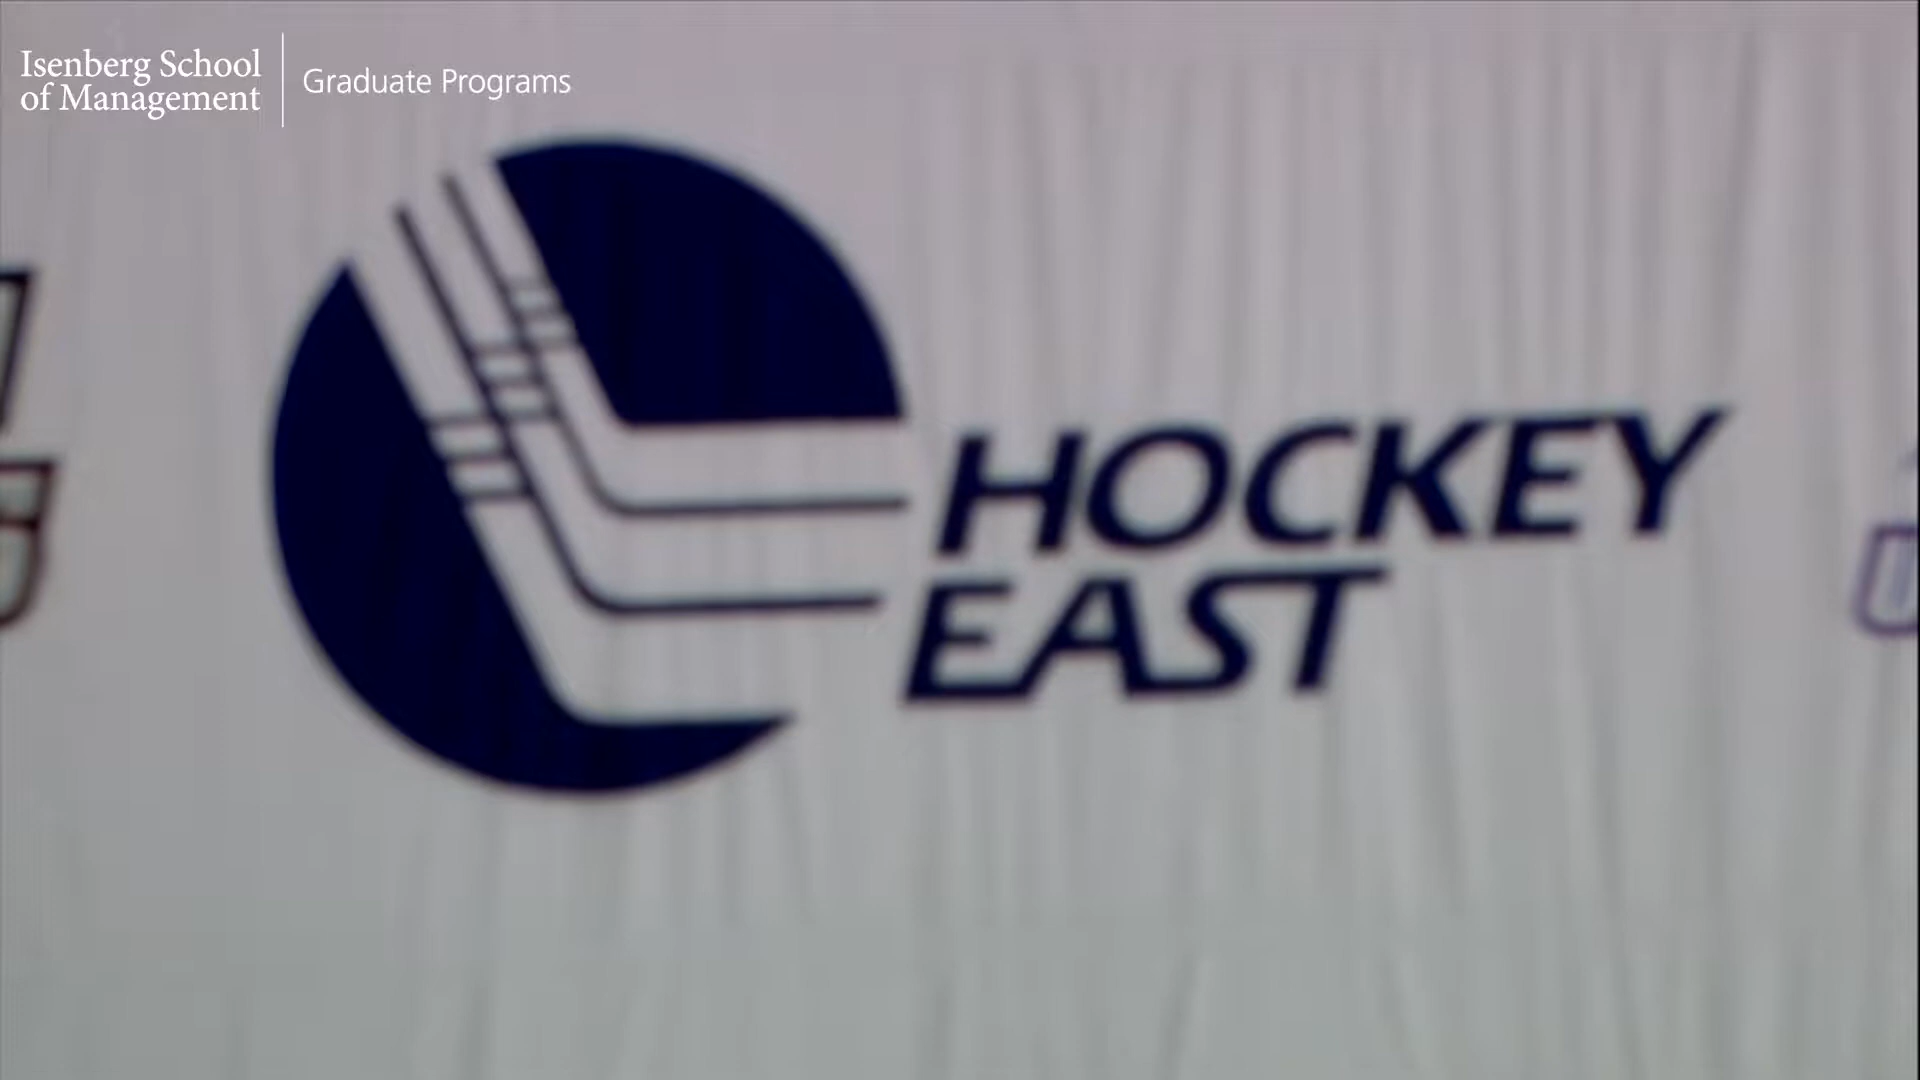 Isenberg School
of Management
Graduate Programs
HOCKEY
EAST